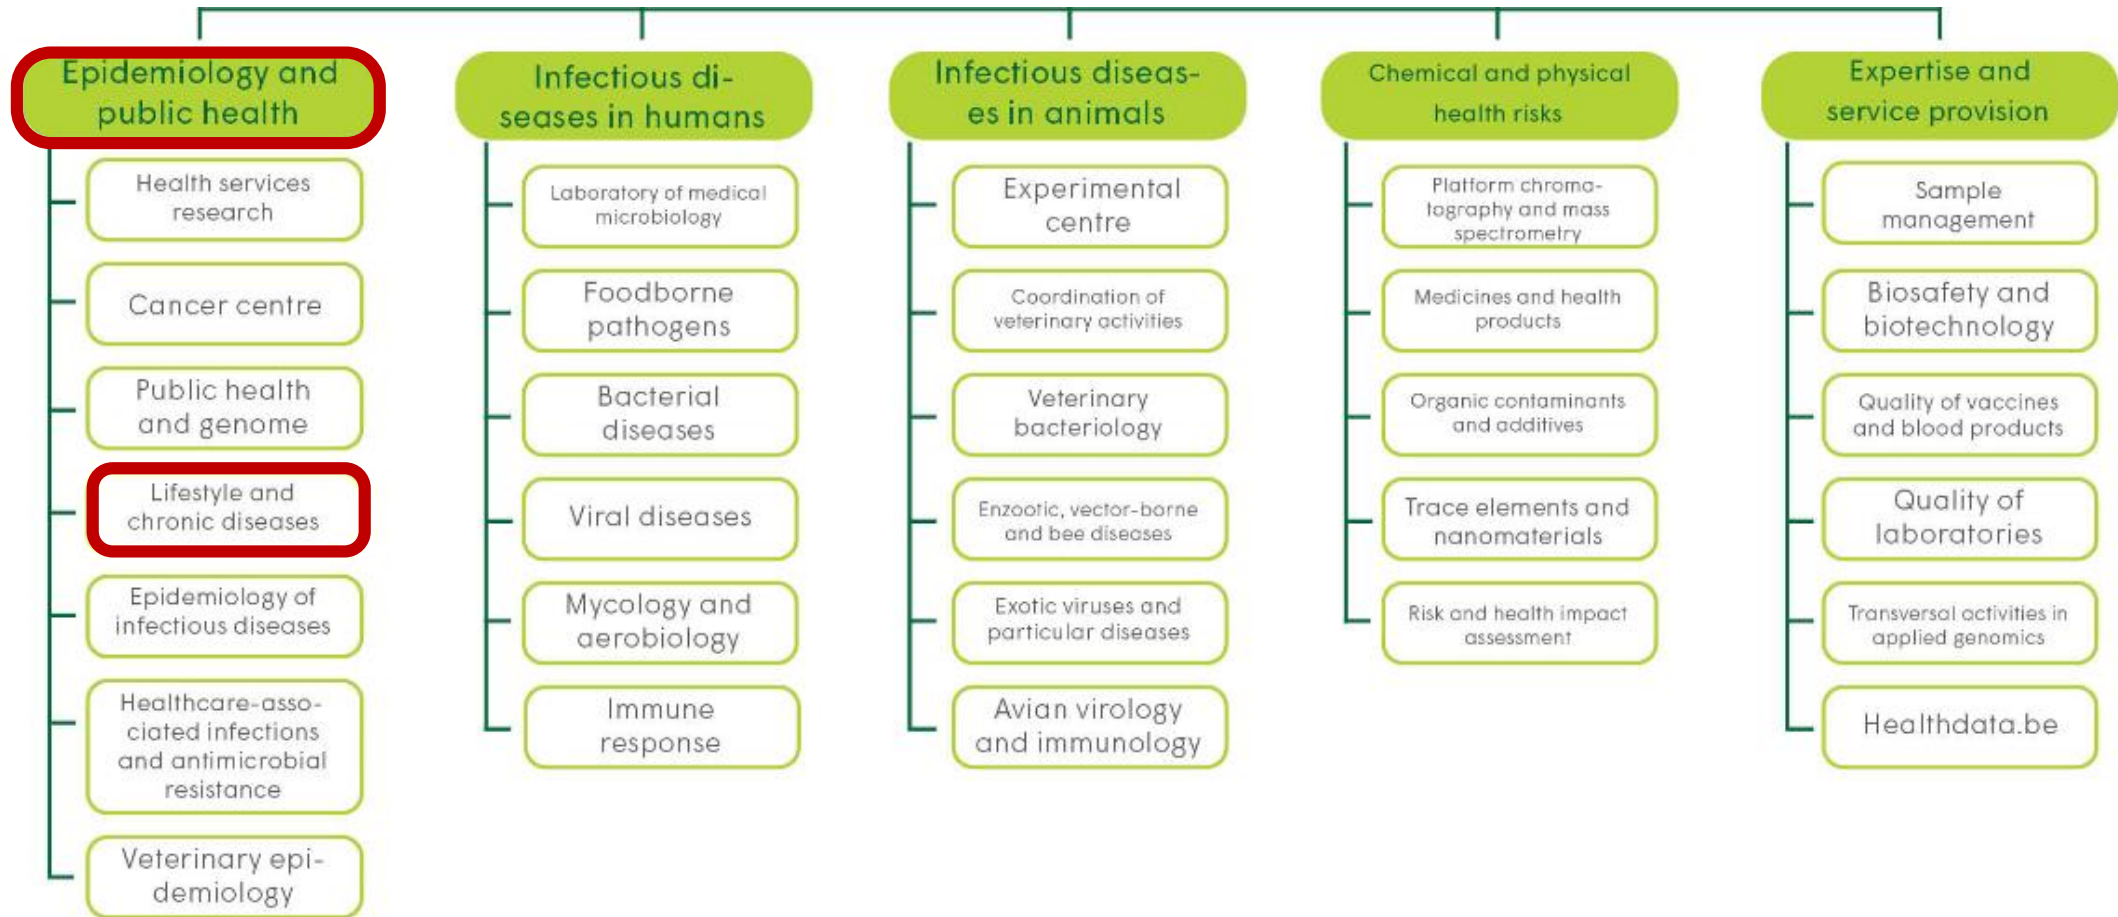 Epidemiology and
public health
Health services
research
Cancer centre
Public health
and genome
Lifestyle and
chronic diseases
Epidemiology of
infectious diseases
Healthcare-asso-
ciated infections
and antimicrobial
resistance
Veterinary epi-
demiology
Infectious di-
seases in humans
Laboratory of medical
microbiology
Foodborne
pathogens
Bacterial
diseases
Viral diseases
Mycology and
aerobiology
Immune
response
Infectious diseas-
es in animals
Experimental
centre
Coordination of
veterinary activities
Veterinary
bacteriology
Enzootic, vector-borne
and bee diseases
Exotic viruses and
particular diseases
Avian virology
and immunology
Chemical and physical
health risks
Platform chroma-
tography and mass
spectrometry
Medicines and health
products
Organic contaminants
and additives
Trace elements and
nanomaterials
Risk and health impact
assessment
Expertise and
service provision
Sample
management
Biosafety and
biotechnology
Quality of vaccines
and blood products
Quality of
laboratories
Transversal activities in
applied genomics
Healthdata.be